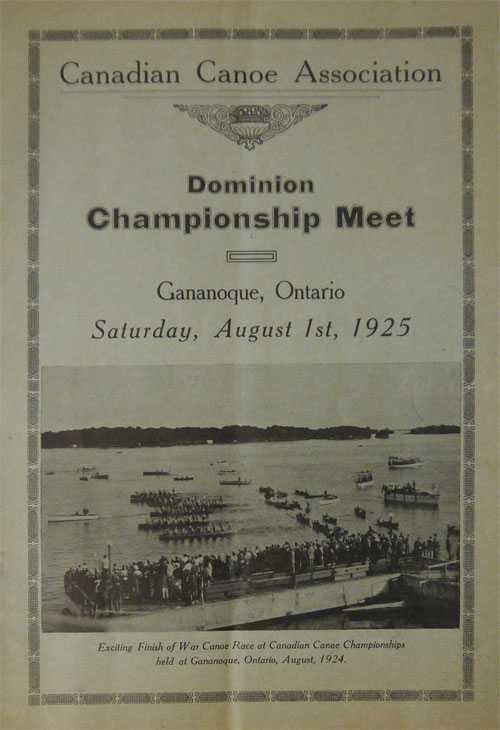 Canadian Canoe Association
Dominion
Championship Meet
Gananoque, Ontario
Saturday, August 1st, 1925
Exciting Finish of War Canoe Race at Canadian Canoe Championships
held at Gananoque, Ontario, August, 1924.